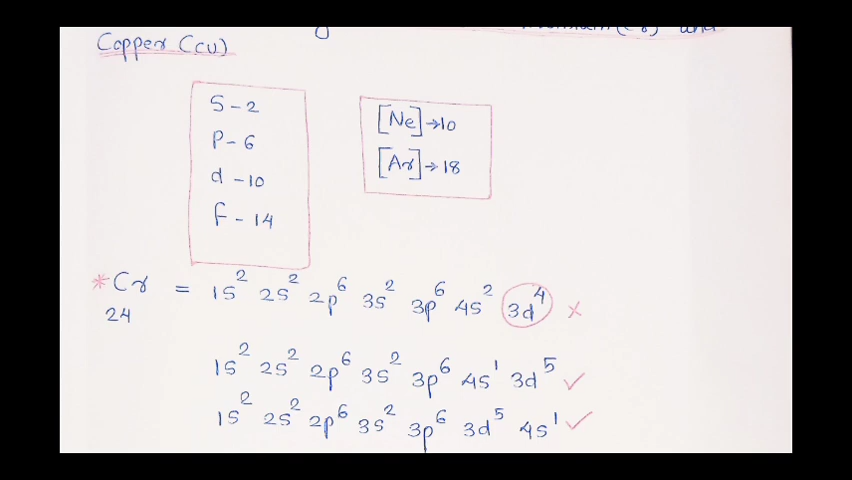 and
Copper (Cu)
S - 2
P - 6
d - 10
f - 14
[Ne] → 10
[Ar] → 18
*Cr = 1s² 2s² 2p⁶ 3s² 3p⁶ 4s² 3d⁴ ×
24
1s² 2s² 2p⁶ 3s² 3p⁶ 4s¹ 3d⁵ ✓
1s² 2s² 2p⁶ 3s² 3p⁶ 3d⁵ 4s¹ ✓